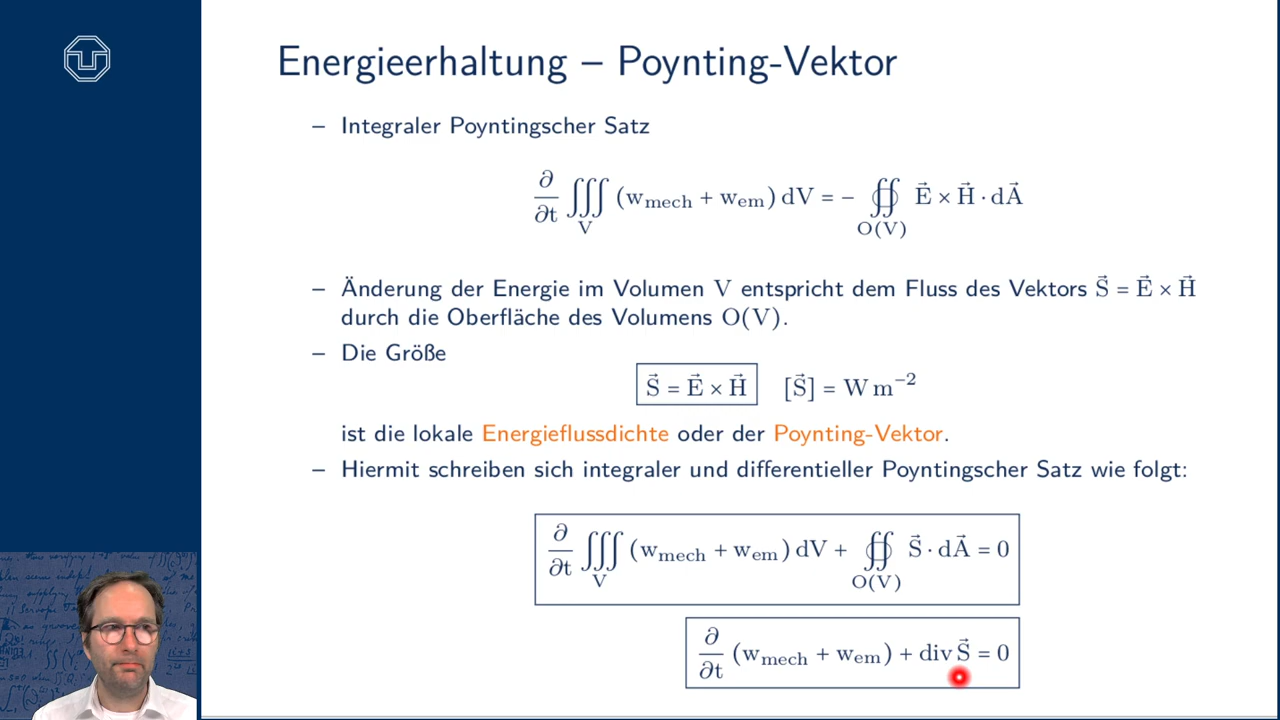 Energieerhaltung – Poynting-Vektor
– Integraler Poyntingscher Satz
∂/∂t ∭_V (w_mech + w_em) dV = − ∯_O(V) E⃗ × H⃗ · dA⃗
– Änderung der Energie im Volumen V entspricht dem Fluss des Vektors S⃗ = E⃗ × H⃗
durch die Oberfläche des Volumens O(V).
– Die Größe
S⃗ = E⃗ × H⃗ [S⃗] = W m⁻²
ist die lokale Energieflussdichte oder der Poynting-Vektor.
– Hiermit schreiben sich integraler und differentieller Poyntingscher Satz wie folgt:
∂/∂t ∭_V (w_mech + w_em) dV + ∯_O(V) S⃗ · dA⃗ = 0
∂/∂t (w_mech + w_em) + div S⃗ = 0